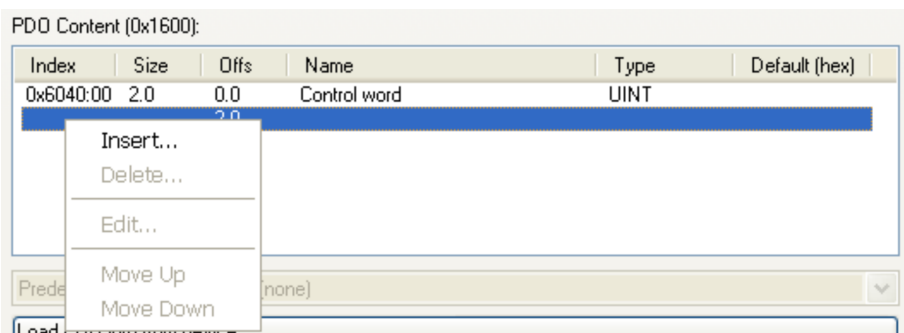 PDO Content (0x1600):
Index Size Offs Name Type Default (hex)
0x6040:00 2.0 0.0 Control word UINT
2.0
Insert...
Delete...
Edit...
Move Up
Prede (none)
Move Down
Load